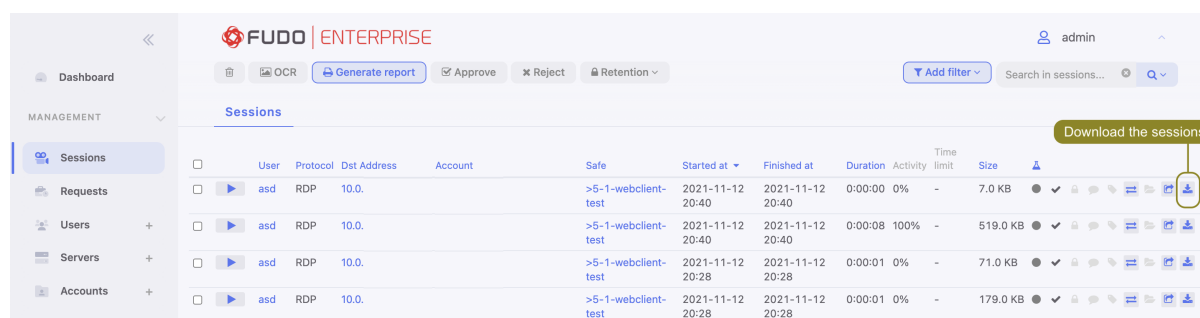 FUDO ENTERPRISE
admin
OCR Generate report Approve Reject Retention
Add filter Search in sessions...
Dashboard
MANAGEMENT
Sessions
Requests
Users +
Servers +
Accounts +
Sessions
Download the sessions
User Protocol Dst Address Account Safe Started at Finished at Duration Activity Time limit Size
asd RDP 10.0. >5-1-webclient- 2021-11-12 2021-11-12 0:00:00 0% - 7.0 KB
test 20:40 20:40
asd RDP 10.0. >5-1-webclient- 2021-11-12 2021-11-12 0:00:08 100% - 519.0 KB
test 20:40 20:40
asd RDP 10.0. >5-1-webclient- 2021-11-12 2021-11-12 0:00:01 0% - 71.0 KB
test 20:28 20:28
asd RDP 10.0. >5-1-webclient- 2021-11-12 2021-11-12 0:00:01 0% - 179.0 KB
test 20:28 20:28